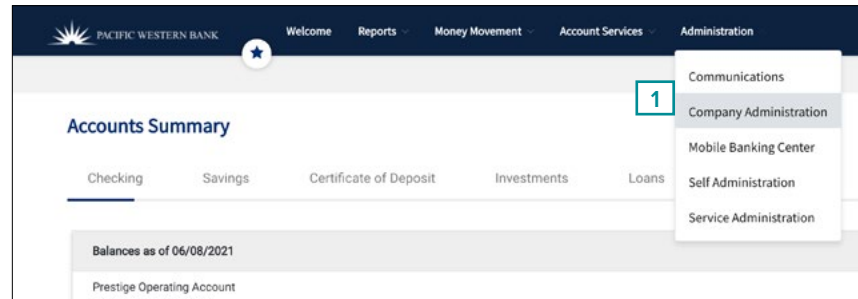 PACIFIC WESTERN BANK
Welcome Reports Money Movement Account Services Administration
Communications
1
Company Administration
Mobile Banking Center
Self Administration
Service Administration
Accounts Summary
Checking Savings Certificate of Deposit Investments Loans
Balances as of 06/08/2021
Prestige Operating Account